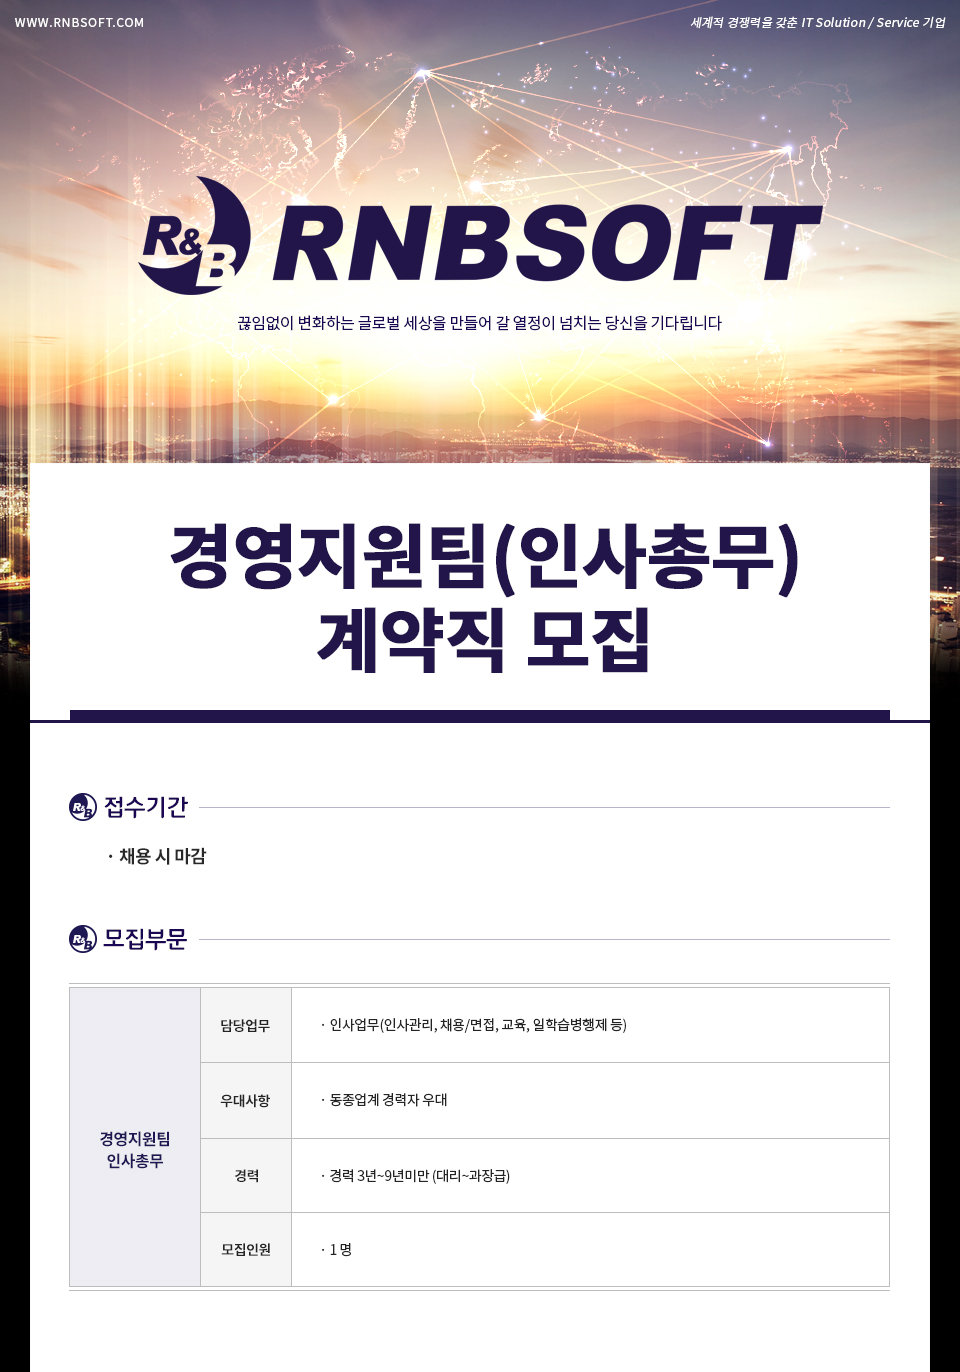 WWW.RNBSOFT.COM
세계적 경쟁력을 갖춘 IT Solution / Service 기업
R&B RNBSOFT
끊임없이 변화하는 글로벌 세상을 만들어 갈 열정이 넘치는 당신을 기다립니다
경영지원팀(인사총무)
계약직 모집
R&B 접수기간
· 채용 시 마감
R&B 모집부문
경영지원팀
인사총무
담당업무
· 인사업무(인사관리, 채용/면접, 교육, 일학습병행제 등)
우대사항
· 동종업계 경력자 우대
경력
· 경력 3년~9년미만 (대리~과장급)
모집인원
· 1 명